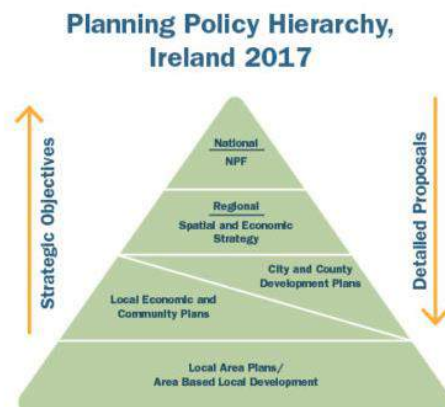 Planning Policy Hierarchy,
Ireland 2017
Strategic Objectives
National
NPF
Regional
Spatial and Economic
Strategy
City and County
Development Plans
Local Economic and
Community Plans
Local Area Plans/
Area Based Local Development
Detailed Proposals